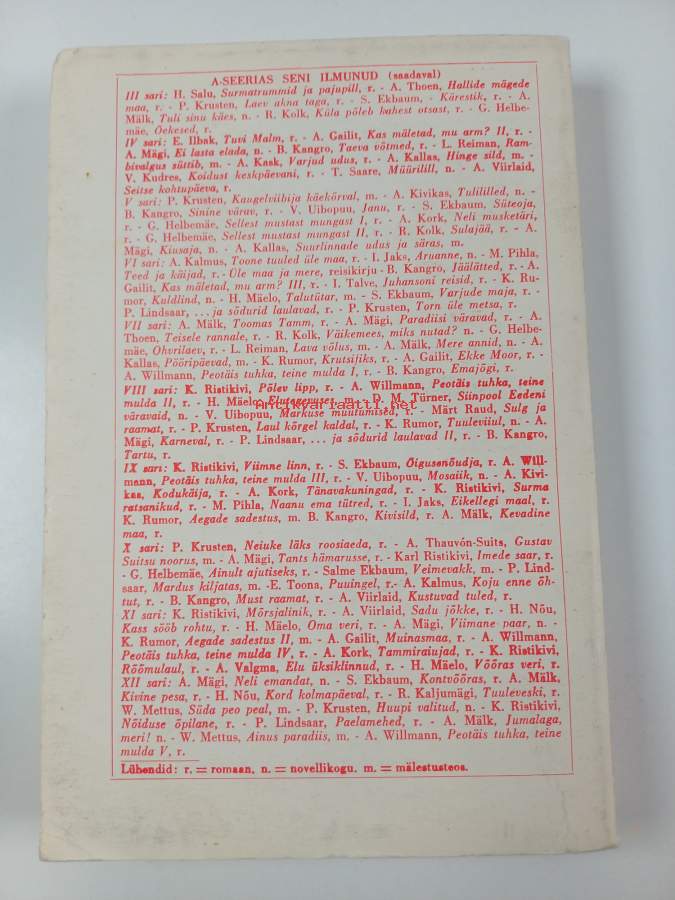 A-SEERIAS SENI ILMUNUD (saadaval)
III sari: H. Salu, Surmatrummid ja pajupill, r. - A. Thoen, Hallide mägede
maa, r. - P. Krusten, Laev akna taga, r. - S. Ekbaum, - Kärestik, r. - A.
Mälk, Tuli sinu käes, n. - R. Kolk, Küla põleb kahest otsast, r. - G. Helbe-
mäe, Öekesed, r.
IV sari: E. Ilbak, Tuvi Malm, r. - A. Gailit, Kas mäletad, mu arm? II, r. -
A. Mägi, Ei lasta elada, n. - B. Kangro, Taeva võtmed, r. - L. Reiman, Ram-
bivalgus süttib, m. - A. Kask, Varjud udus, r. - A. Kallas, Hinge sild, m. -
V. Kudres, Koidust keskpäevani, r. - T. Saare, Müürilill, n. - A. Viirlaid,
Seitse kohtupäeva, r.
V sari: P. Krusten, Kaugelviibija käekõrval, m. - A. Kivikas, Tulililled, n. -
B. Kangro, Sinine värav, r. - V. Uibopuu, Janu, r. - S. Ekbaum, Süteoja,
r. - G. Helbemäe, Sellest mustast mungast I, r. - A. Kork, Neli musketäri,
r. - G. Helbemäe, Sellest mustast mungast II, r. - R. Kolk, Sulajää, r. - A.
Mägi, Kiusaja, n. - A. Kallas, Suurlinnade udus ja säras, m.
VI sari: A. Kalmus, Toone tuuled üle maa, r. - I. Jaks, Aruanne, n. - M. Pihla,
Teed ja käijad, r. - Üle maa ja mere, reisikirju - B. Kangro, Jäälätted, r. - A.
Gailit, Kas mäletad, mu arm? III, r. - I. Talve, Juhansoni reisid, r. - K. Ru-
mor, Kuldlind, n. - H. Mäelo, Talutütar, m. - S. Ekbaum, Varjude maja, r. -
P. Lindsaar, ...ja sõdurid laulavad, r. - P. Krusten, Torn üle metsa, r.
VII sari: A. Mälk, Toomas Tamm, r. - A. Mägi, Paradiisi väravad, r. - A.
Thoen, Teisele rannale, r. - R. Kolk, Väikemees, miks nutad? n. - G. Helbe-
mäe, Ohvrilaev, r. - L. Reiman, Lava võlus, m. - A. Mälk, Mere annid, n. - A.
Kallas, Pööripäevad, m. - K. Rumor, Krutsifiks, r. - A. Gailit, Ekke Moor, r. -
A. Willmann, Peotäis tuhka, teine mulda I, r. - B. Kangro, Emajõgi, r.
VIII sari: K. Ristikivi, Põlev lipp, r. - A. Willmann, Peotäis tuhka, teine
mulda II, r. - H. Mäelo, Elutegevuses, m. - P. M. Türner, Siinpool Eedeni
antikvariaatti.net
väravaid, n. - V. Uibopuu, Markuse muutumised, r. - Märt Raud, Sulg ja
raamat, r. - P. Krusten, Laul kõrgel kaldal, r. - K. Rumor, Tuuleviiul, n. - A.
Mägi, Karneval, r. - P. Lindsaar, ... ja sõdurid laulavad II, r. - B. Kangro,
Tartu, r.
IX sari: K. Ristikivi, Viimne linn, r. - S. Ekbaum, Õigusenõudja, r. A. Will-
mann, Peotäis tuhka, teine mulda III, r. - V. Uibopuu, Mosaiik, n. - A. Kivi-
kas, Kodukäija, r. - A. Kork, Tänavakuningad, r. - K. Ristikivi, Surma
ratsanikud, r. - M. Pihla, Naanu ema tütred, r. - I. Jaks, Eikellegi maal, r.
K. Rumor, Aegade sadestus, m. B. Kangro, Kivisild, r. A. Mälk, Kevadine
maa, r.
X sari: P. Krusten, Neiuke läks roosiaeda, r. - A. Thauvón-Suits, Gustav
Suitsu noorus, m. - A. Mägi, Tants hämarusse, r. - Karl Ristikivi, Imede saar, r.
- G. Helbemäe, Ainult ajutiseks, r. - Salme Ekbaum, Veimevakk, m. - P. Lind-
saar, Mardus kiljatas, m. -E. Toona, Puuingel, r.- A. Kalmus, Koju enne õh-
tut, r. - B. Kangro, Must raamat, r. - A. Viirlaid, Kustuvad tuled, r.
XI sari: K. Ristikivi, Mõrsjalinik, r. - A. Viirlaid, Sadu jõkke, r. - H. Nõu,
Kass sööb rohtu, r. - H. Mäelo, Oma veri, r. - A. Mägi, Viimane paar, n. -
K. Rumor, Aegade sadestus II, m. - A. Gailit, Muinasmaa, r. - A. Willmann,
Peotäis tuhka, teine mulda IV, r. - A. Kork, Tammiraiujad, r. - K. Ristikivi,
Rõõmulaul, r. - A. Valgma, Elu üksiklinnud, r. - H. Mäelo, Võõras veri, r.
XII sari: A. Mägi, Neli emandat, n. - S. Ekbaum, Kontvõõras, r. A. Mälk,
Kivine pesa, r. - H. Nõu, Kord kolmapäeval, r. - R. Kaljumägi, Tuuleveski, r.
W. Mettus, Süda peo peal, m. - P. Krusten, Huupi valitud, n. - K. Ristikivi,
Nõiduse õpilane, r. - P. Lindsaar, Paelamehed, r. - A. Mälk, Jumalaga,
meri! n. - W. Mettus, Ainus paradiis, m. - A. Willmann, Peotäis tuhka, teine
mulda V, r.
Lühendid: r. = romaan, n. = novellikogu, m. = mälestusteos.